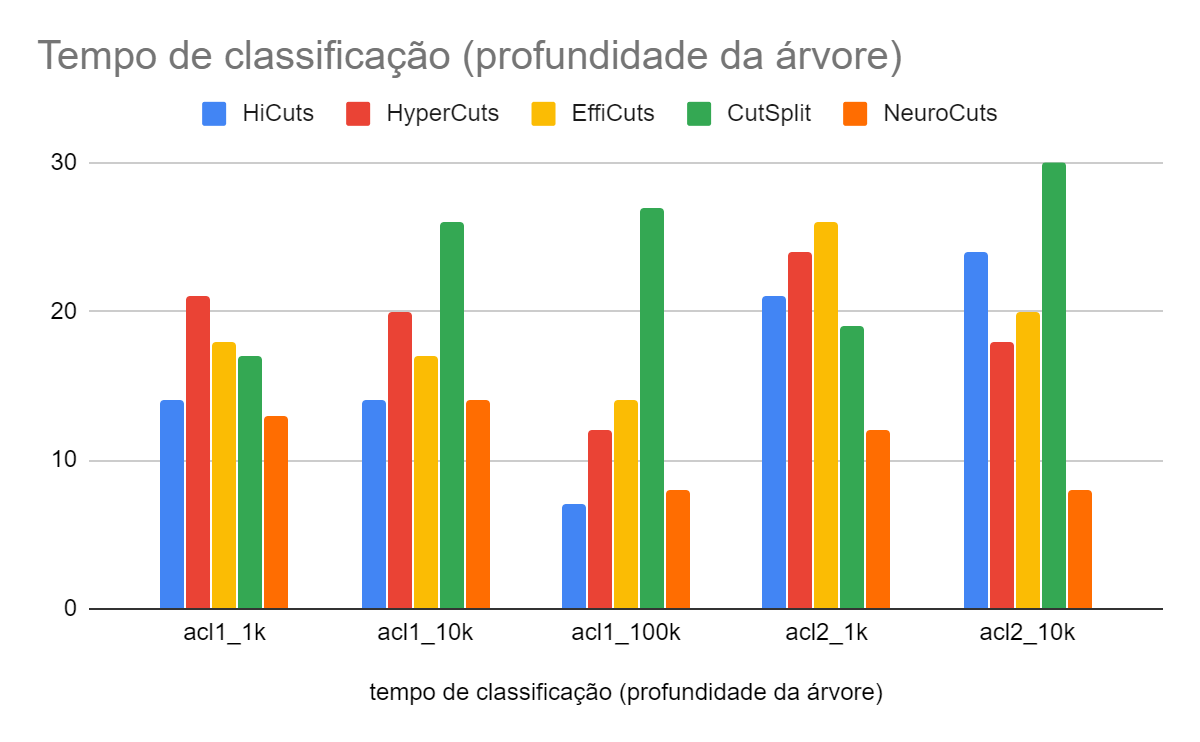 Tempo de classificação (profundidade da árvore)
HiCuts HyperCuts EffiCuts CutSplit NeuroCuts
30
20
10
0
acl1_1k acl1_10k acl1_100k acl2_1k acl2_10k
tempo de classificação (profundidade da árvore)